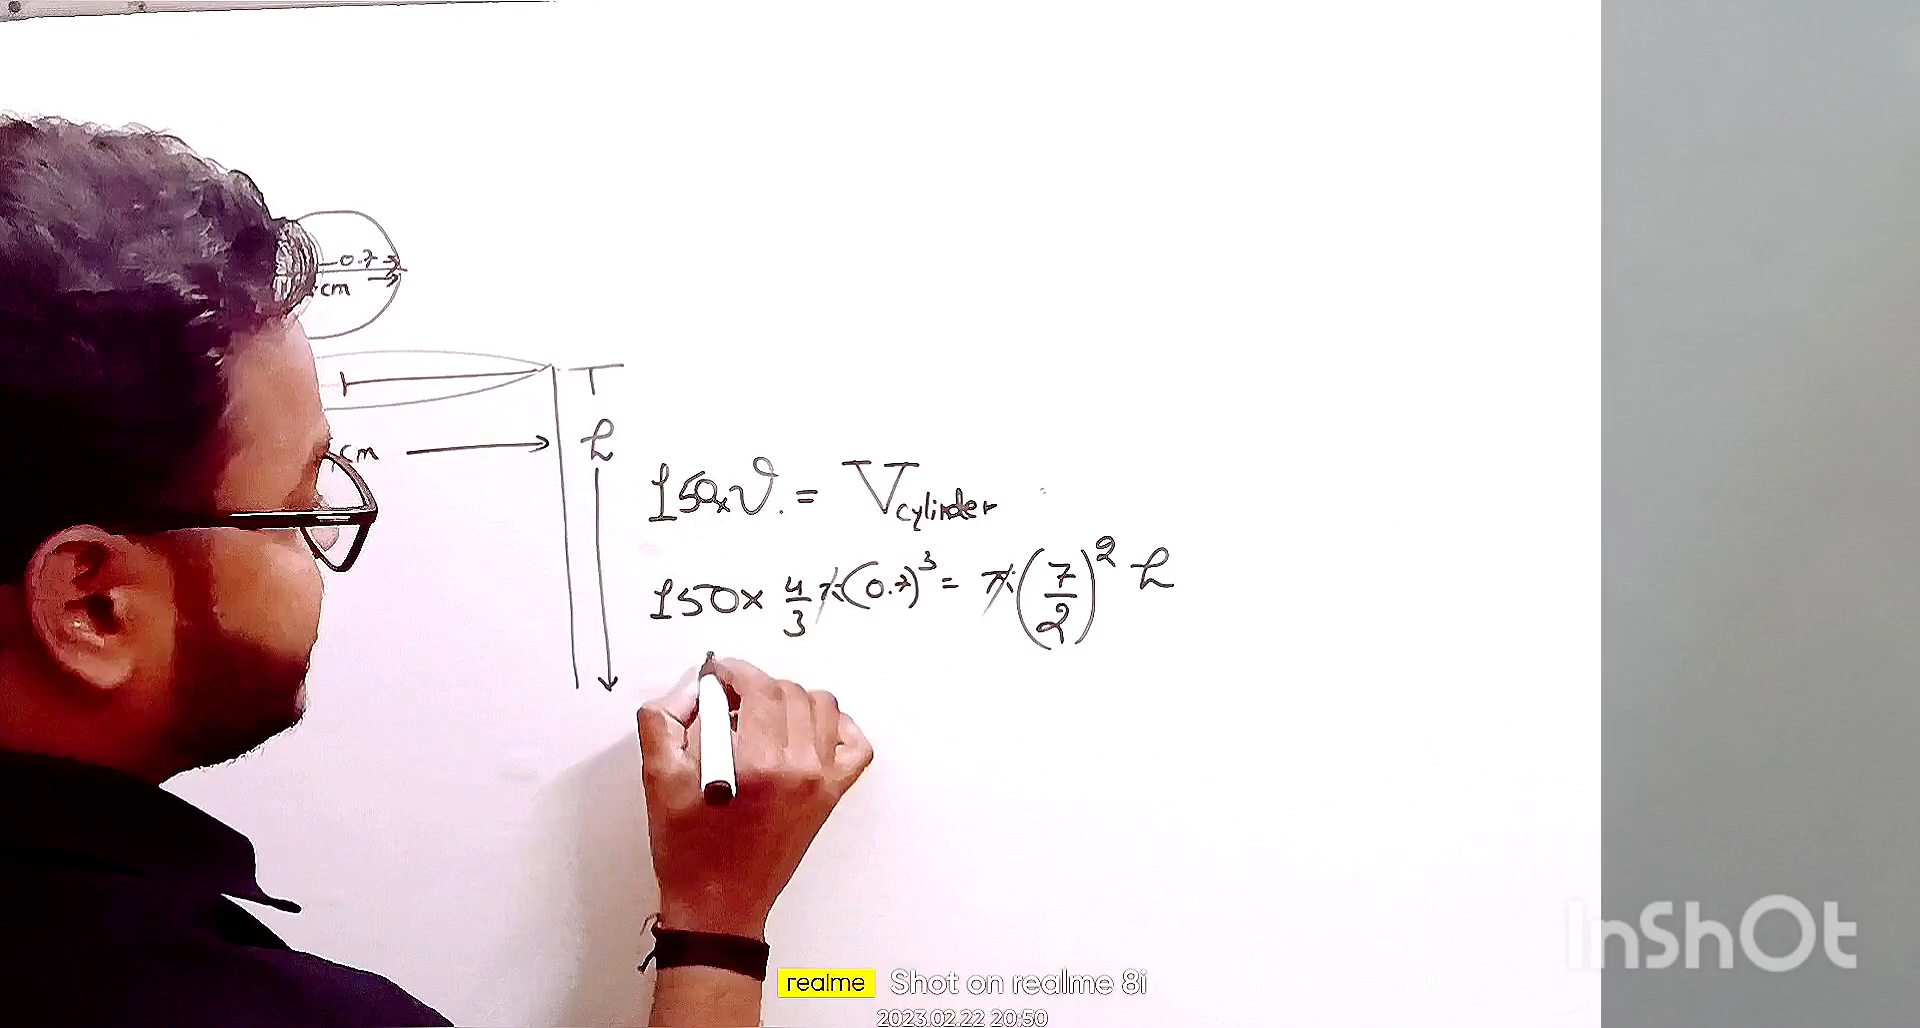 0.7
cm
h
cm
150×v. = V cylinder
150× 4/3 π(0.7)³ = π(7/2)² h
InShOt
realme Shot on realme 8i
2023.02.22 20:50